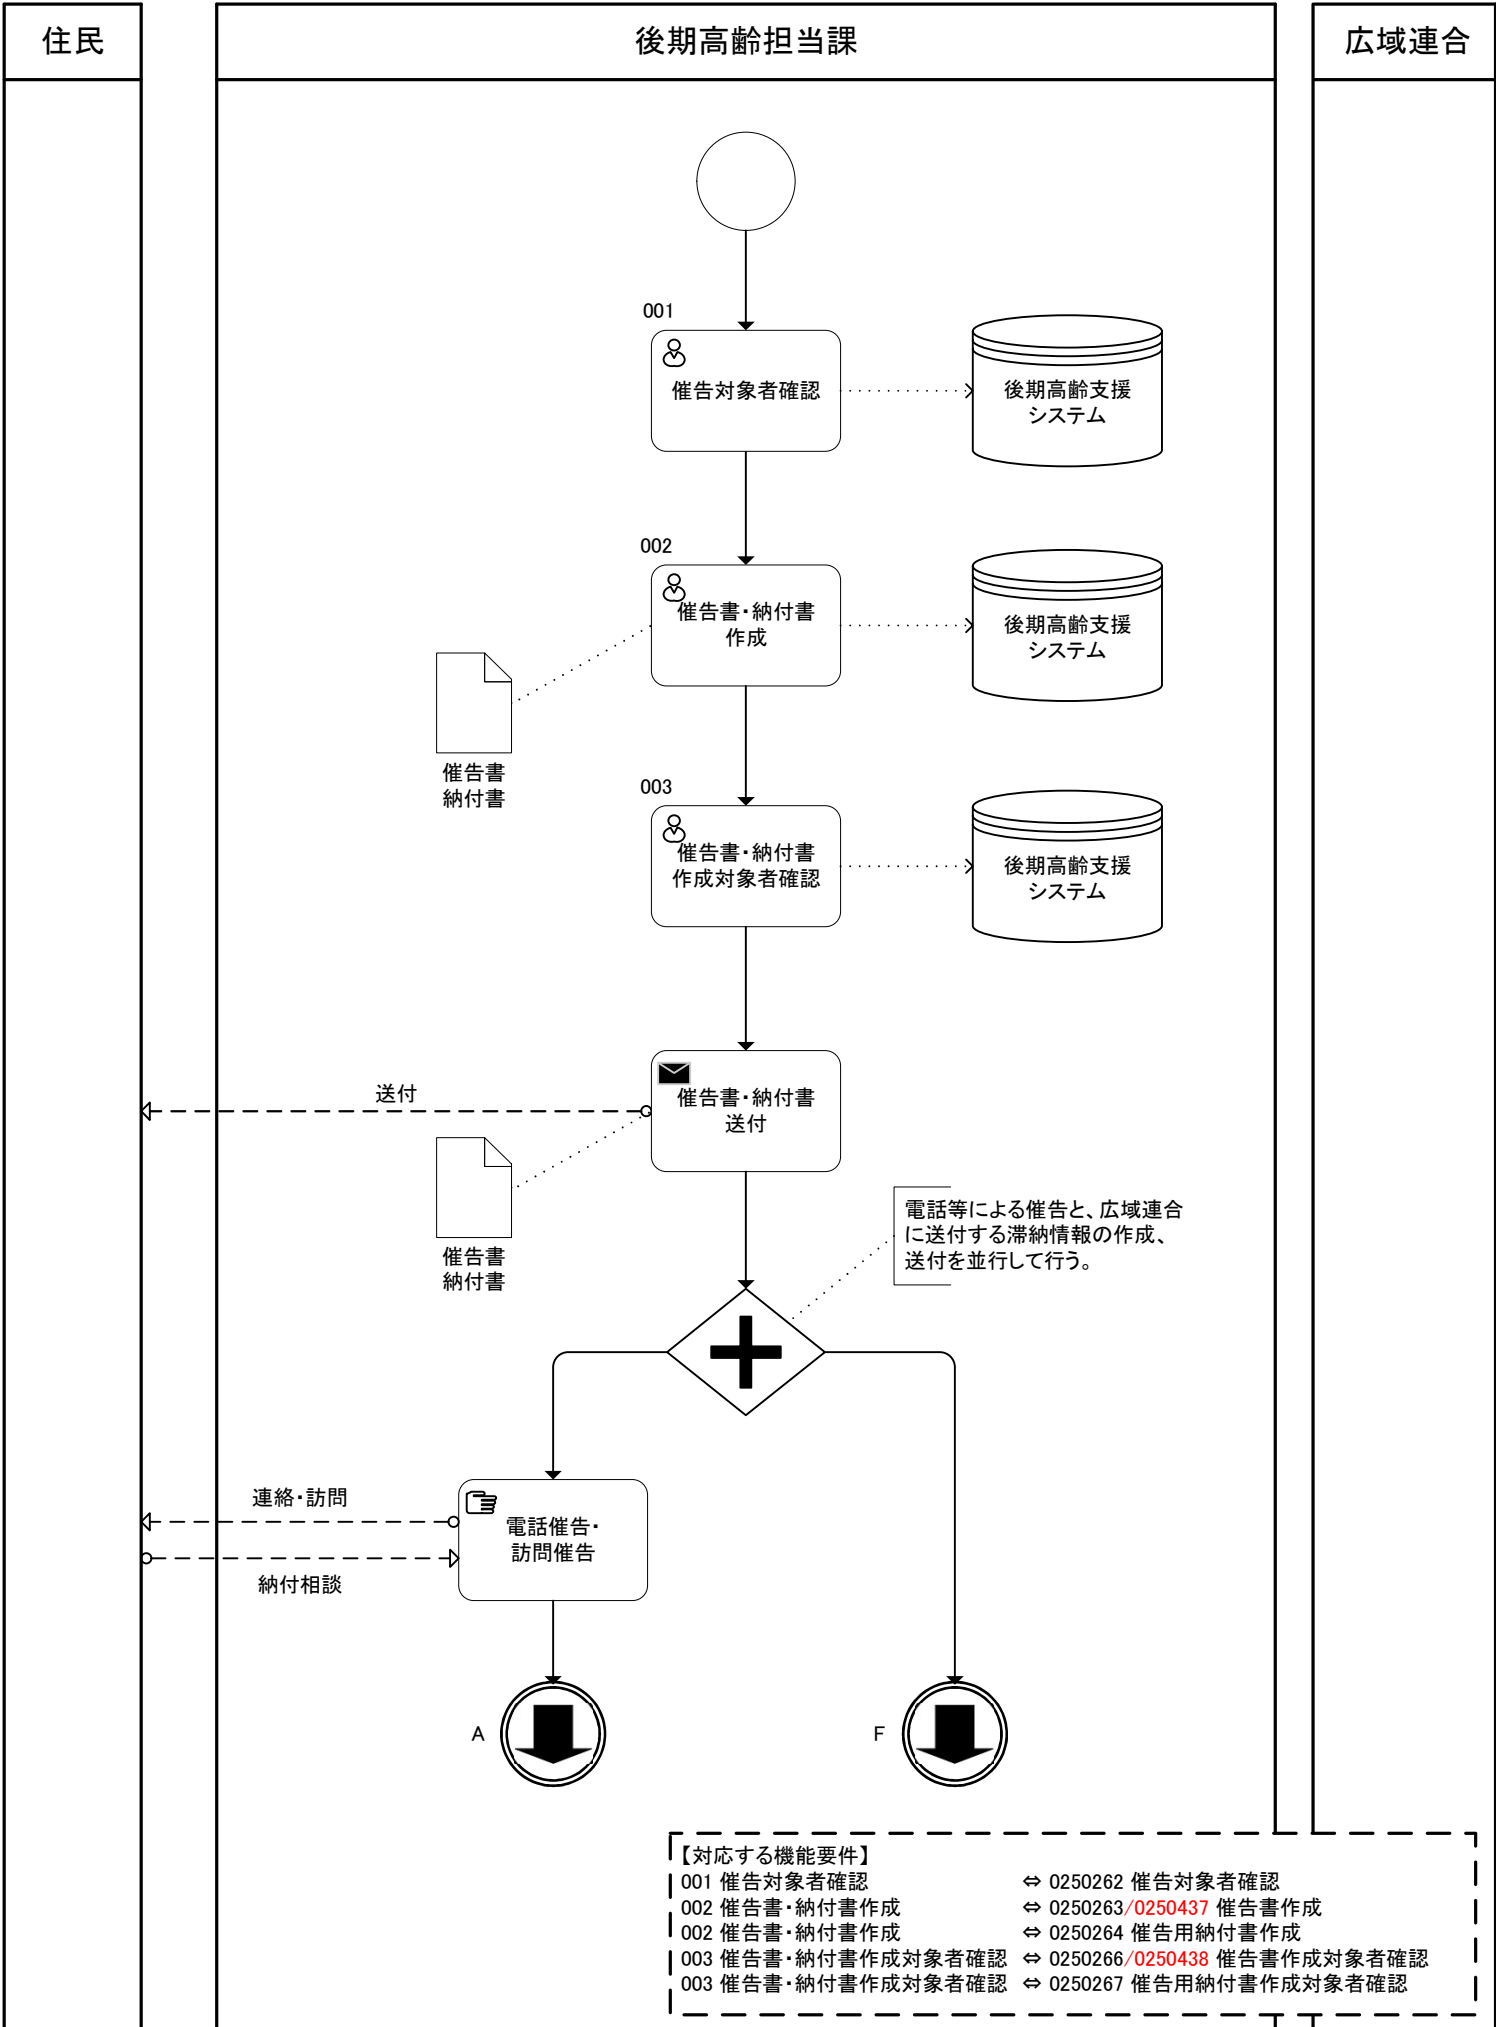 住民
後期高齢担当課
広域連合
001
催告対象者確認
後期高齢支援
システム
002
催告書・納付書
作成
後期高齢支援
システム
催告書
納付書
003
催告書・納付書
作成対象者確認
後期高齢支援
システム
送付
催告書・納付書
送付
催告書
納付書
電話等による催告と、広域連合
に送付する滞納情報の作成、
送付を並行して行う。
連絡・訪問
電話催告・
訪問催告
納付相談
A
F
【対応する機能要件】
001 催告対象者確認 ⇔ 0250262 催告対象者確認
002 催告書・納付書作成 ⇔ 0250263/0250437 催告書作成
002 催告書・納付書作成 ⇔ 0250264 催告用納付書作成
003 催告書・納付書作成対象者確認 ⇔ 0250266/0250438 催告書作成対象者確認
003 催告書・納付書作成対象者確認 ⇔ 0250267 催告用納付書作成対象者確認